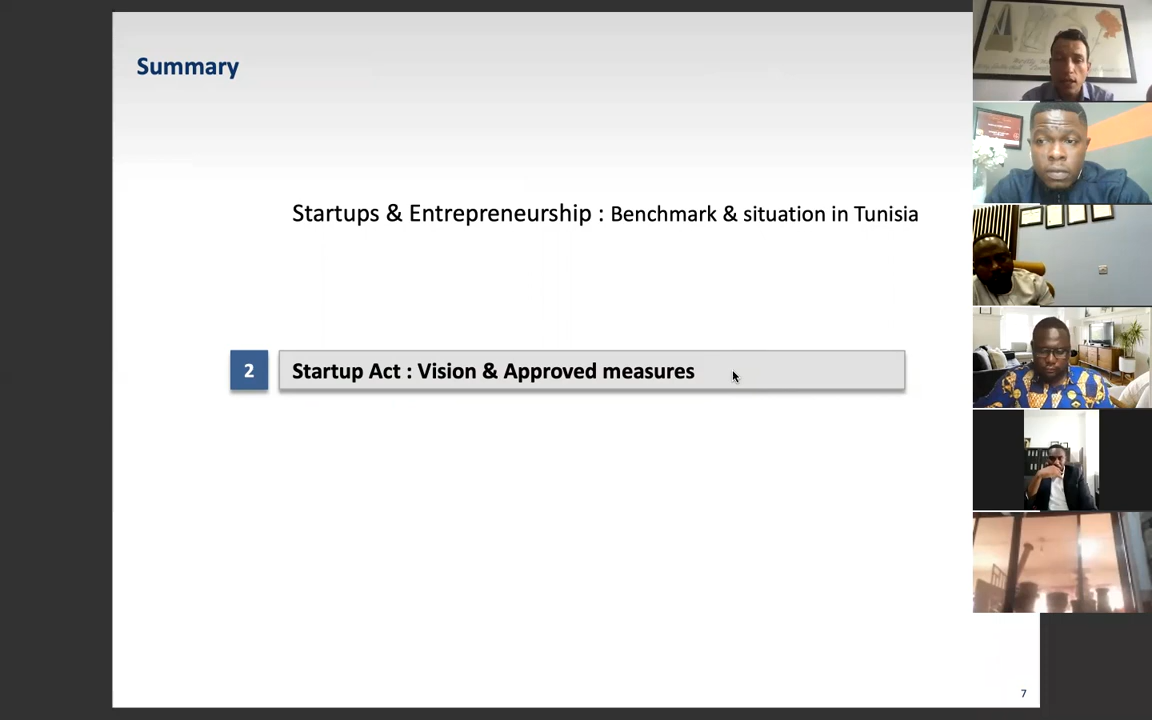 Summary
Startups & Entrepreneurship : Benchmark & situation in Tunisia
2
Startup Act : Vision & Approved measures
7